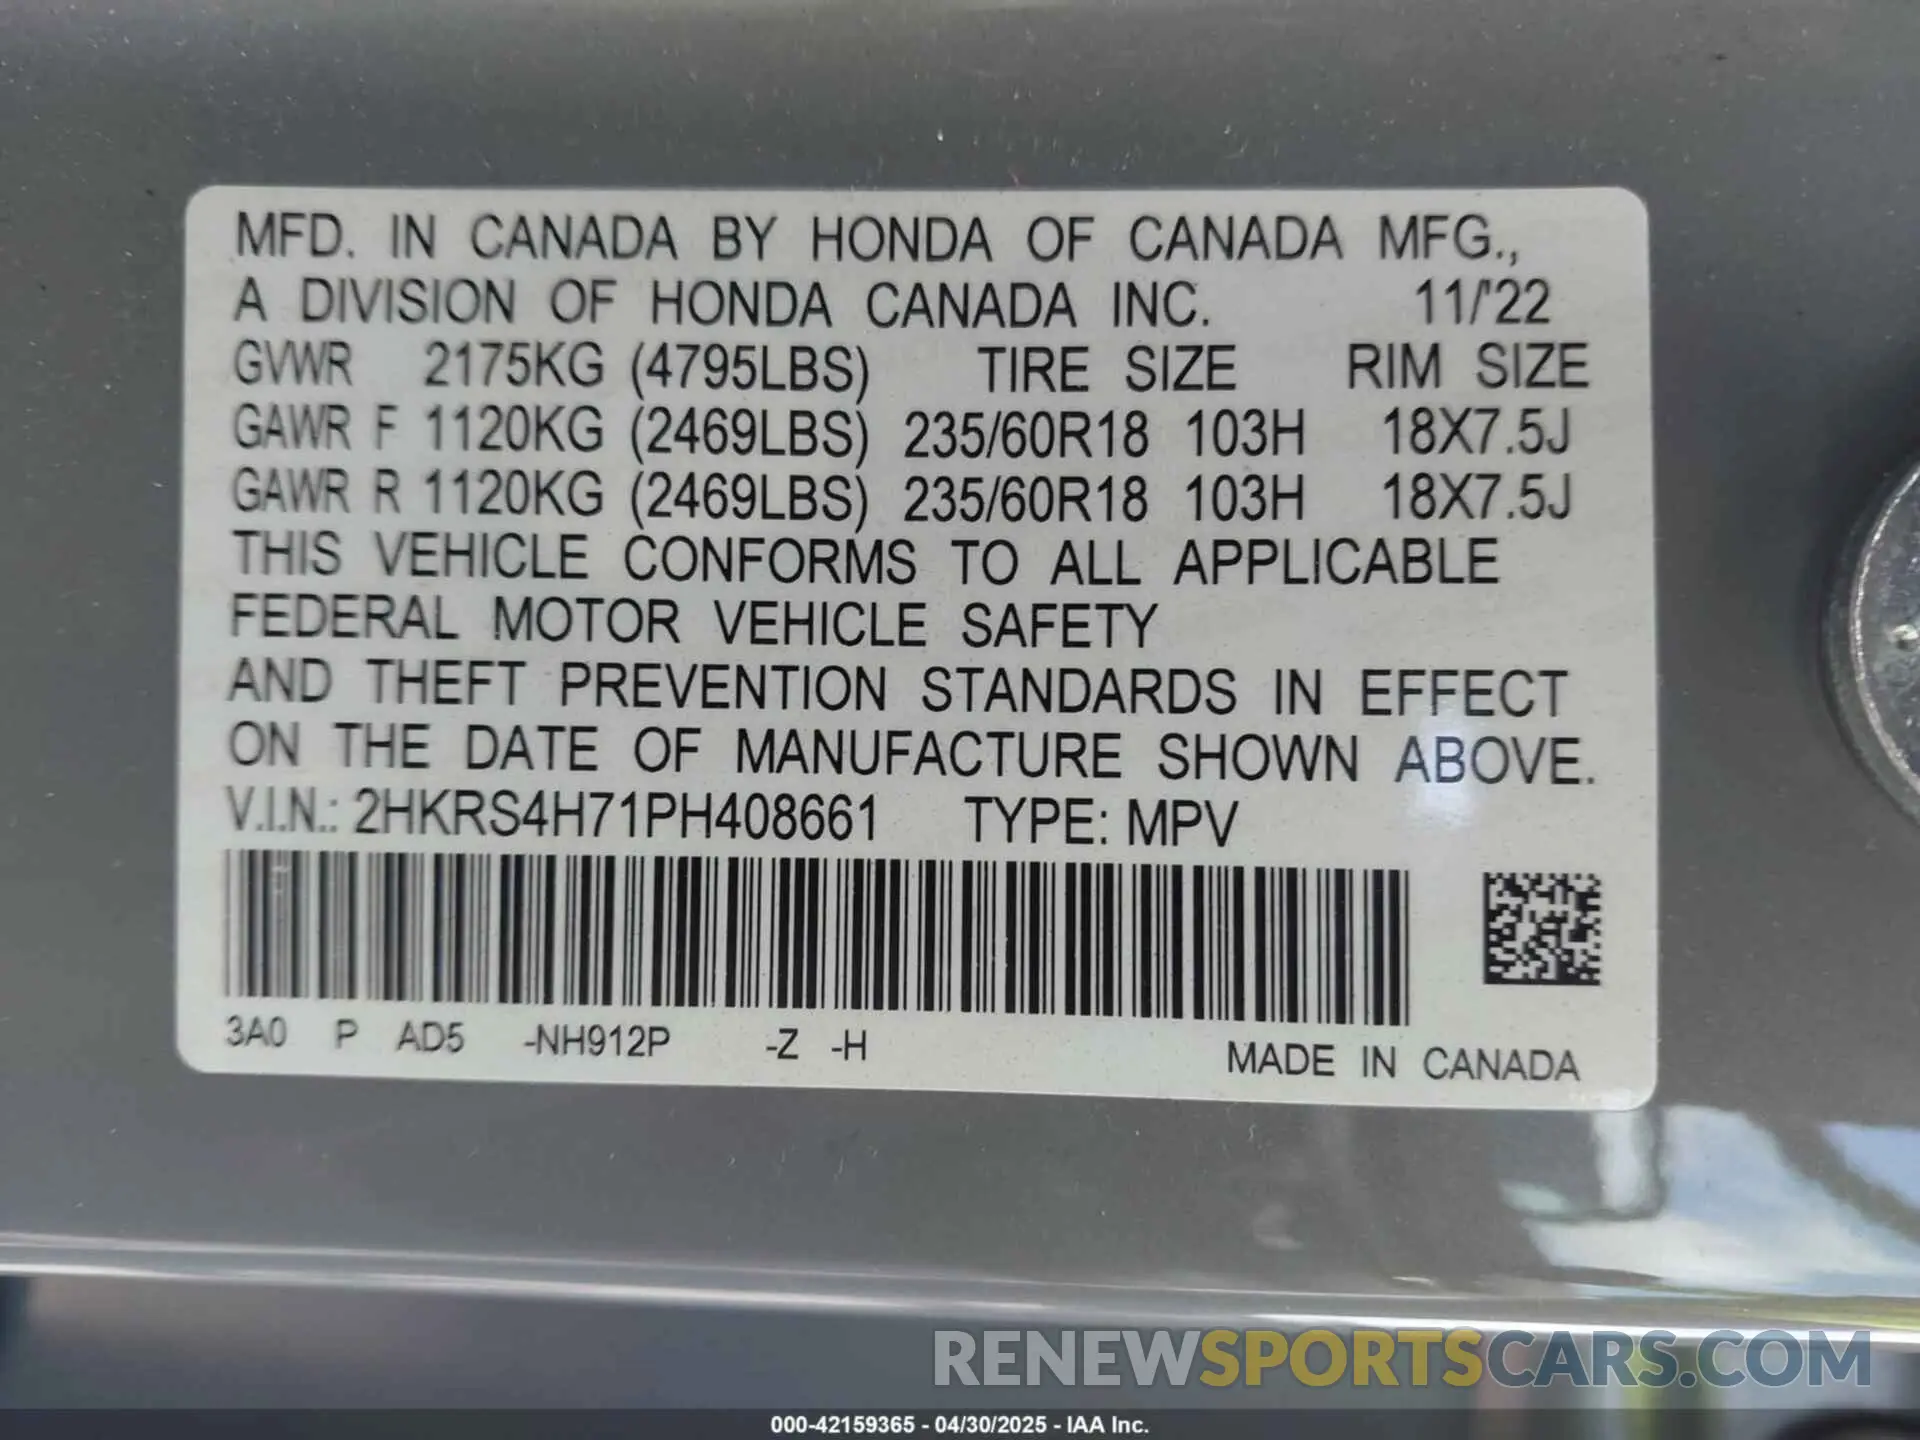 MFD. IN CANADA BY HONDA OF CANADA MFG.,
A DIVISION OF HONDA CANADA INC. 11/'22
GVWR 2175KG (4795LBS) TIRE SIZE RIM SIZE
GAWR F 1120KG (2469LBS) 235/60R18 103H 18X7.5J
GAWR R 1120KG (2469LBS) 235/60R18 103H 18X7.5J
THIS VEHICLE CONFORMS TO ALL APPLICABLE
FEDERAL MOTOR VEHICLE SAFETY
AND THEFT PREVENTION STANDARDS IN EFFECT
ON THE DATE OF MANUFACTURE SHOWN ABOVE.
V.I.N.: 2HKRS4H71PH408661 TYPE: MPV
3A0 P AD5 -NH912P -Z -H
MADE IN CANADA
RENEWSPORTSCARS.COM
000-42159365 - 04/30/2025 - IAA Inc.